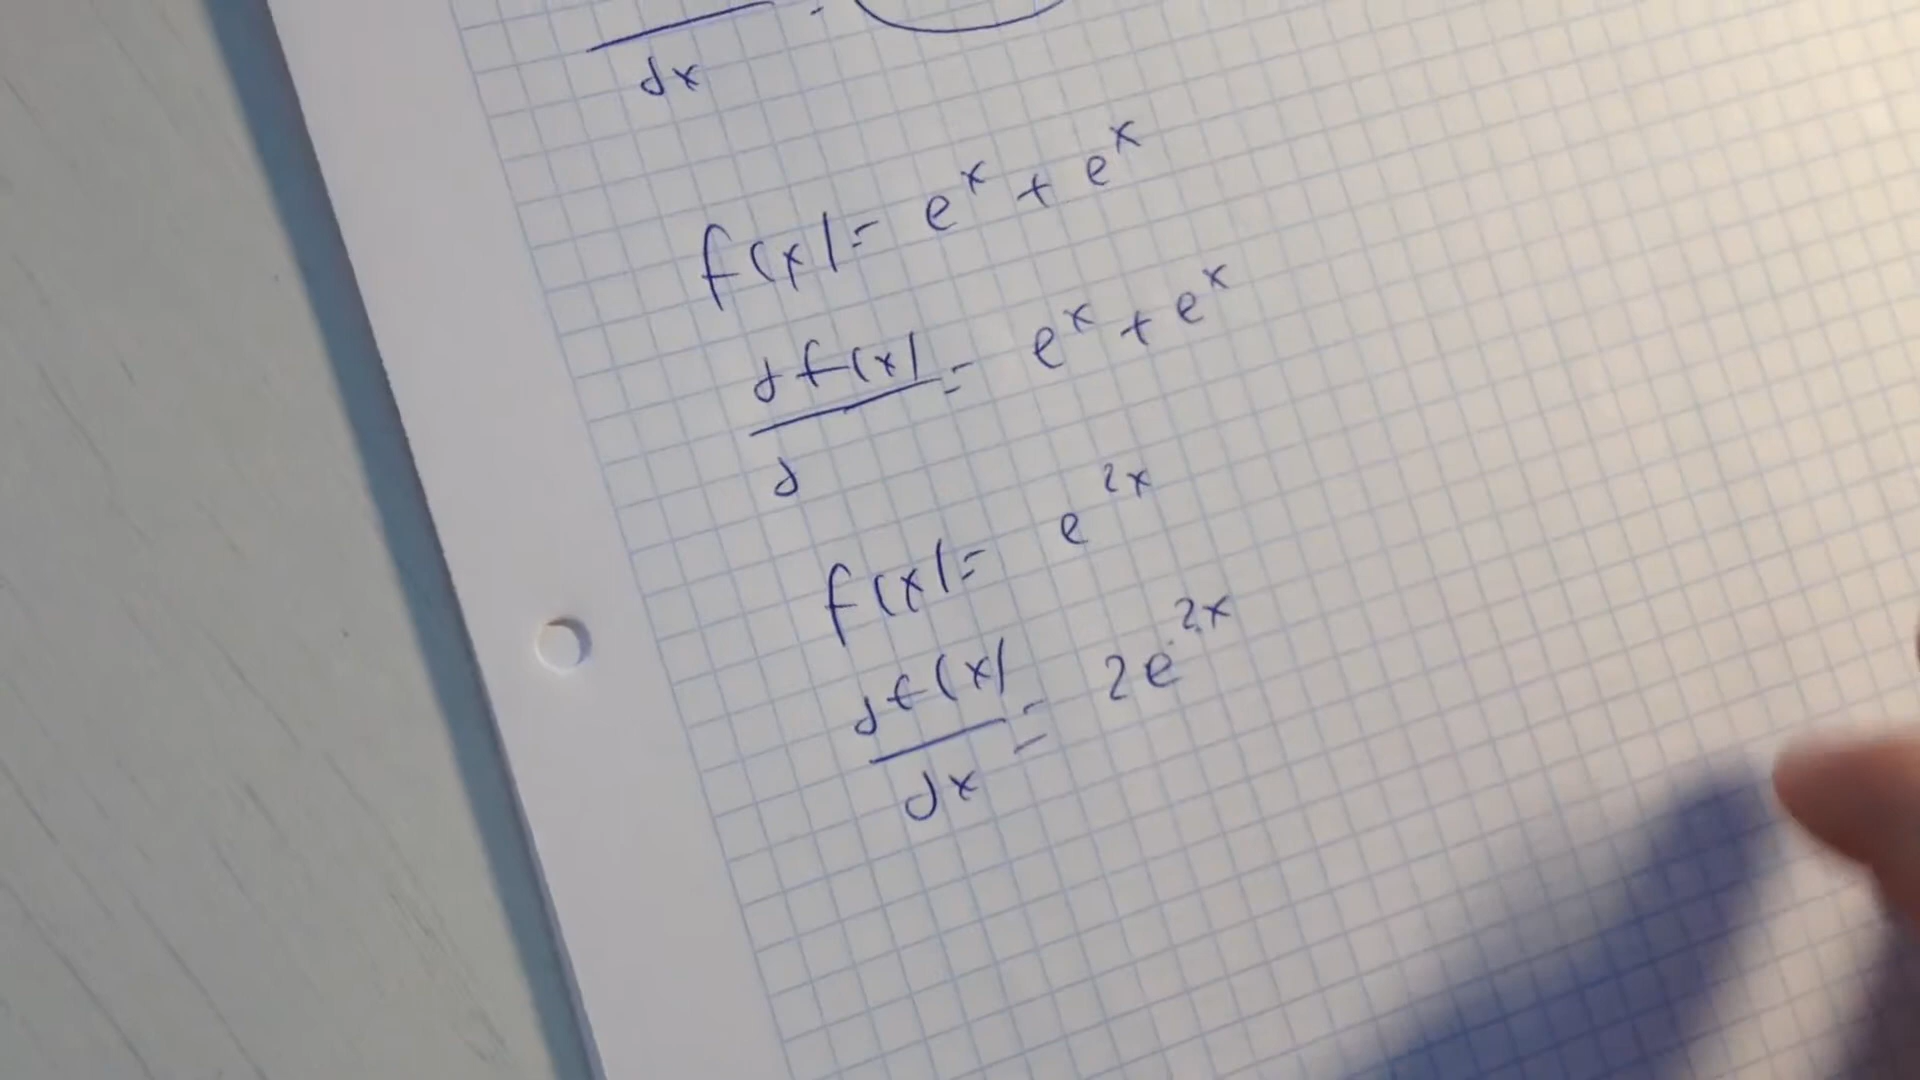 dx
f(x)= e^x + e^x
df(x)/d = e^x + e^x
f(x)= e^2x
df(x)/dx = 2e^2x